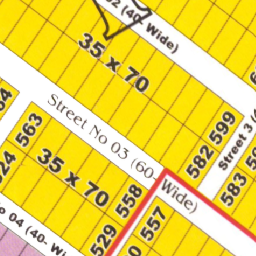 02 (40- Wide)
35 x 70
Street No 03 (60-
Wide)
563
35 x 70
558
529
557
582
599
583
Street 3 (
04 (40- Wi